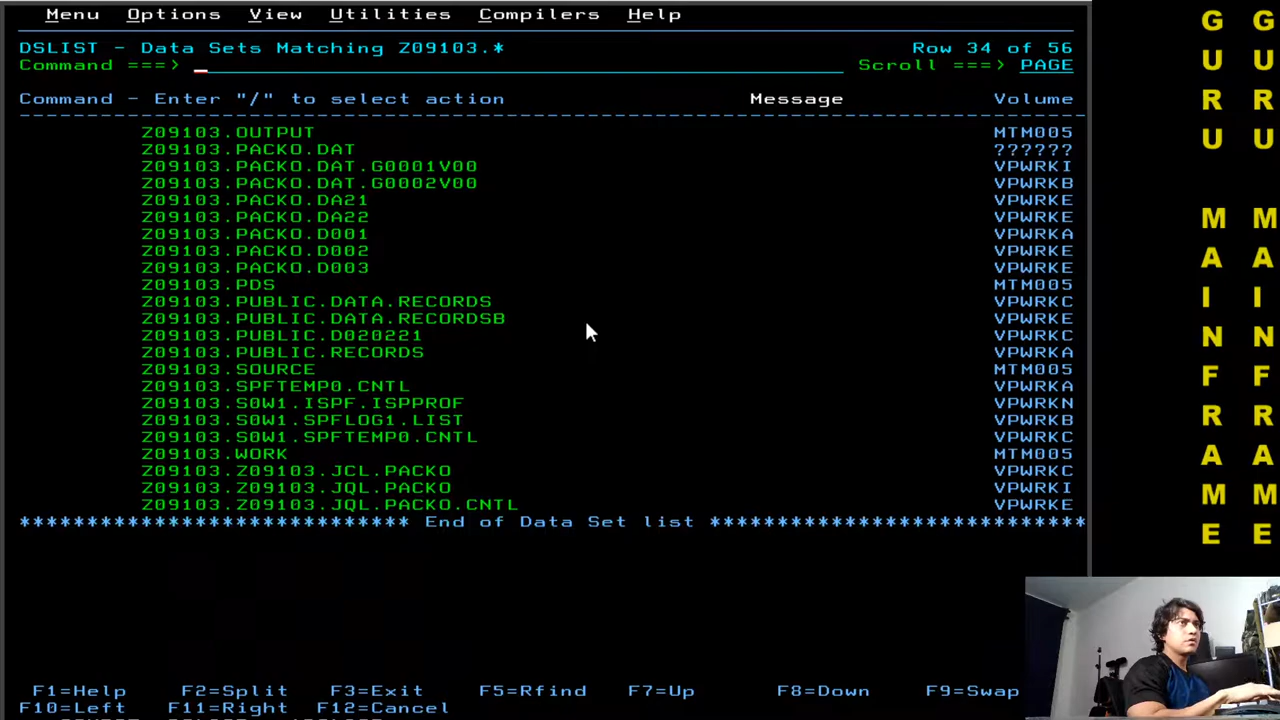 Menu Options View Utilities Compilers Help
DSLIST - Data Sets Matching Z09103.* Row 34 of 56
Command ===> Scroll ===> PAGE
Command - Enter "/" to select action Message Volume
Z09103.OUTPUT MTM005
Z09103.PACKO.DAT ??????
Z09103.PACKO.DAT.G0001V00 VPWRKI
Z09103.PACKO.DAT.G0002V00 VPWRKB
Z09103.PACKO.DA21 VPWRKE
Z09103.PACKO.DA22 VPWRKE
Z09103.PACKO.D001 VPWRKA
Z09103.PACKO.D002 VPWRKE
Z09103.PACKO.D003 VPWRKE
Z09103.PDS MTM005
Z09103.PUBLIC.DATA.RECORDS VPWRKC
Z09103.PUBLIC.DATA.RECORDSB VPWRKE
Z09103.PUBLIC.D020221 VPWRKC
Z09103.PUBLIC.RECORDS VPWRKA
Z09103.SOURCE MTM005
Z09103.SPFTEMP0.CNTL VPWRKA
Z09103.S0W1.ISPF.ISPPROF VPWRKN
Z09103.S0W1.SPFLOG1.LIST VPWRKB
Z09103.S0W1.SPFTEMP0.CNTL VPWRKC
Z09103.WORK MTM005
Z09103.Z09103.JCL.PACKO VPWRKC
Z09103.Z09103.JQL.PACKO VPWRKI
Z09103.Z09103.JQL.PACKO.CNTL VPWRKE
***************************** End of Data Set list ****************************
F1=Help F2=Split F3=Exit F5=Rfind F7=Up F8=Down F9=Swap
F10=Left F11=Right F12=Cancel
GURU MAINFRAME
GURU MAINFRAME